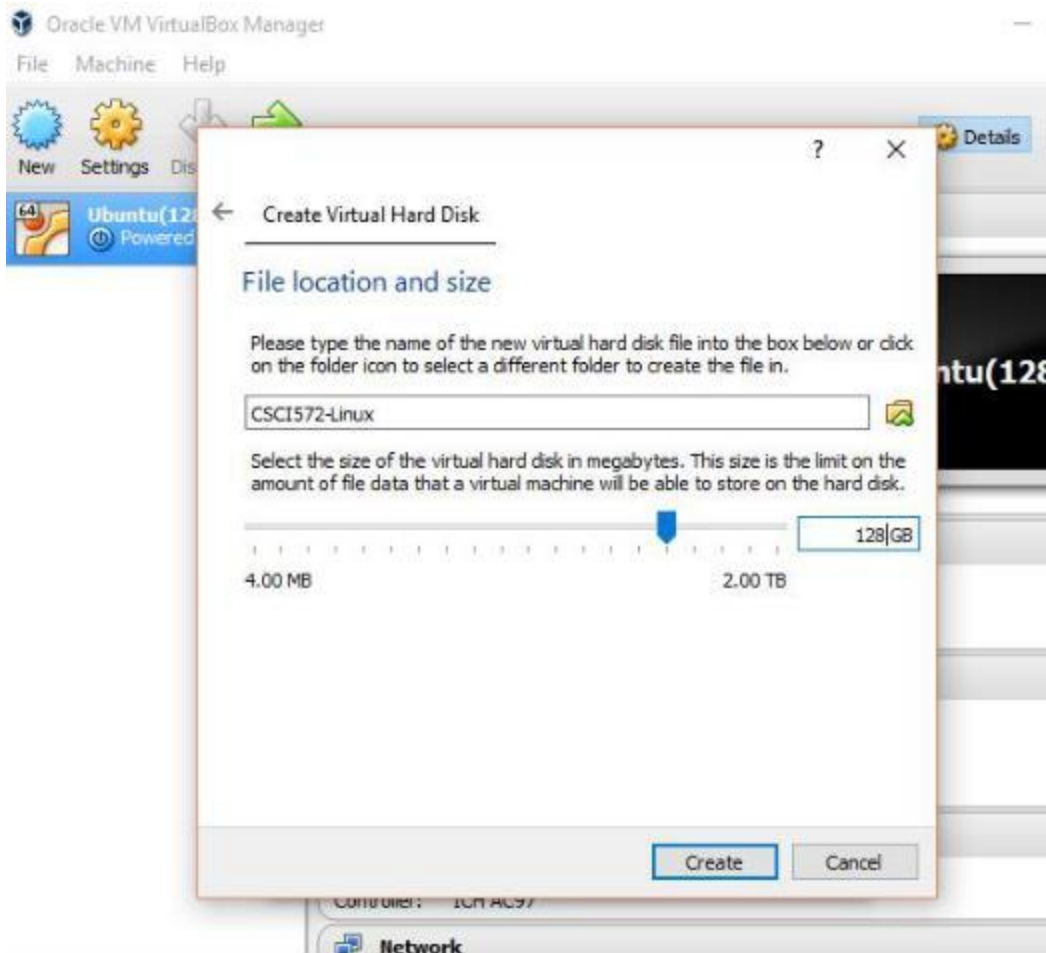 Oracle VM VirtualBox Manager
File Machine Help
New Settings Dis
Details
64
Ubuntu(128
Powered
? ×
Create Virtual Hard Disk
File location and size
Please type the name of the new virtual hard disk file into the box below or click
on the folder icon to select a different folder to create the file in.
CSCI572-Linux
Select the size of the virtual hard disk in megabytes. This size is the limit on the
amount of file data that a virtual machine will be able to store on the hard disk.
128 GB
4.00 MB 2.00 TB
Create Cancel
ntu(128
Controller: ICH AC97
Network